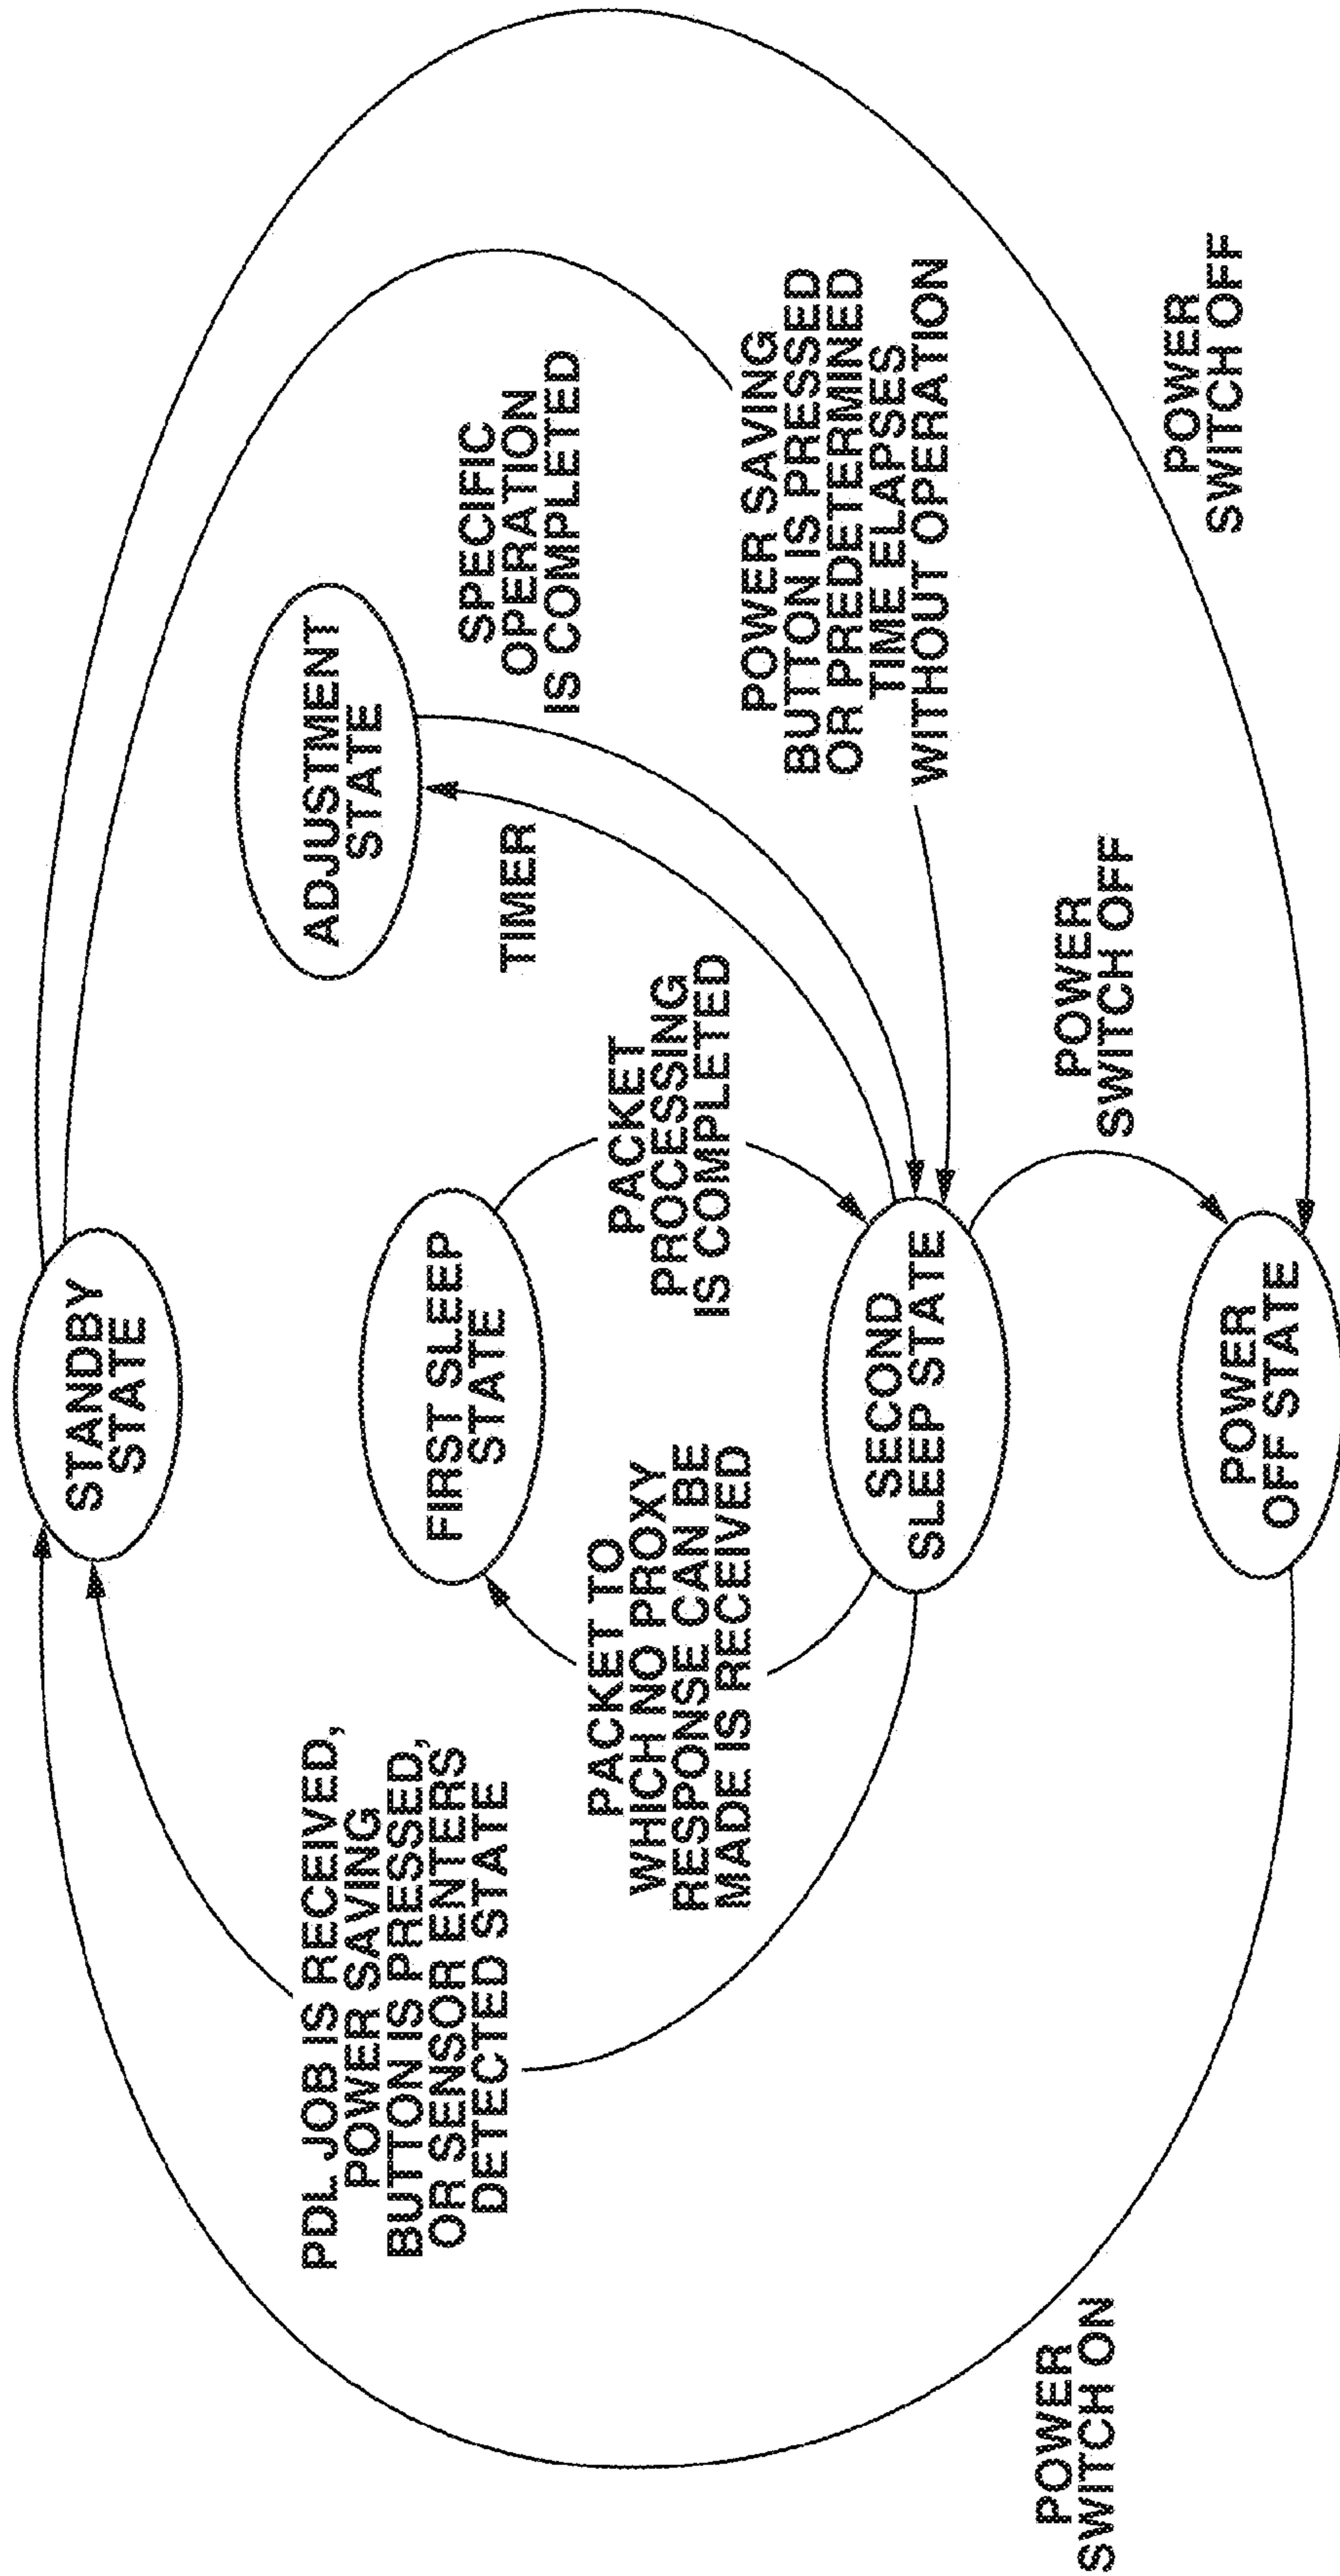 STANDBY
STATE
PDL JOB IS RECEIVED,
POWER SAVING
BUTTON IS PRESSED,
OR SENSOR ENTERS
DETECTED STATE
FIRST SLEEP
STATE
ADJUSTMENT
STATE
SPECIFIC
OPERATION
IS COMPLETED
TIMER
PACKET TO
WHICH NO PROXY
RESPONSE CAN BE
MADE IS RECEIVED
PACKET
PROCESSING
IS COMPLETED
POWER SAVING
BUTTON IS PRESSED
OR PREDETERMINED
TIME ELAPSES
WITHOUT OPERATION
SECOND
SLEEP STATE
POWER
SWITCH ON
POWER
SWITCH OFF
POWER
SWITCH OFF
POWER
OFF STATE